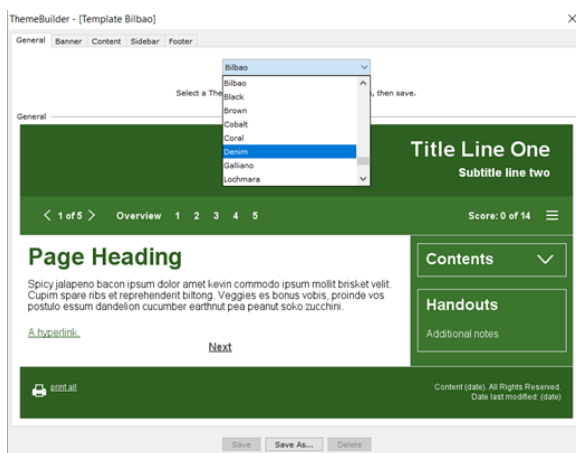 ThemeBuilder - [Template Bilbao]
General Banner Content Sidebar Footer
Bilbao
Bilbao
Black
Brown
Cobalt
Coral
Denim
Galliano
Lochmara
Select a The , then save.
General
Title Line One
Subtitle line two
< 1 of 5 > Overview 1 2 3 4 5
Score: 0 of 14
Page Heading
Spicy jalapeno bacon ipsum dolor amet kevin commodo ipsum mollit brisket velit.
Cupim spare ribs et reprehenderit biltong. Veggies es bonus vobis, proinde vos
postulo essum dandelion cucumber earthnut pea peanut soko zucchini.
A hyperlink.
Next
Contents
Handouts
Additional notes
print all
Content (date). All Rights Reserved.
Date last modified: (date)
Save Save As... Delete